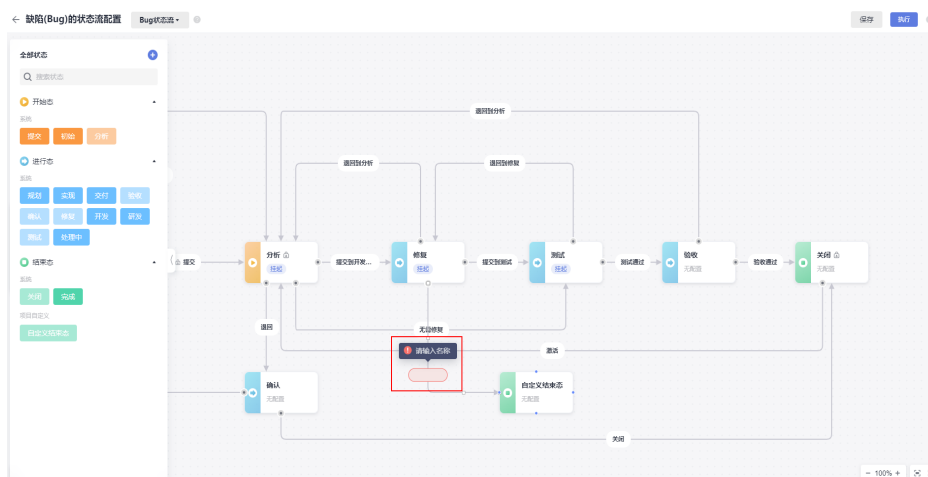 缺陷(Bug)的状态流配置
Bug状态流
保存
执行
全部状态
搜索状态
开始态
系统
提交
初始
分析
进行态
系统
规划
实现
交付
验收
确认
修复
开发
研发
测试
处理中
结束态
系统
关闭
完成
项目自定义
自定义结束态
退回到分析
退回到分析
退回到修复
提交
分析
挂起
提交到开发...
修复
挂起
提交到测试
测试
挂起
测试通过
验收
无配置
验收通过
关闭
无配置
退回
无需修复
请输入名称
激活
确认
无配置
自定义结束态
无配置
关闭
- 100% +